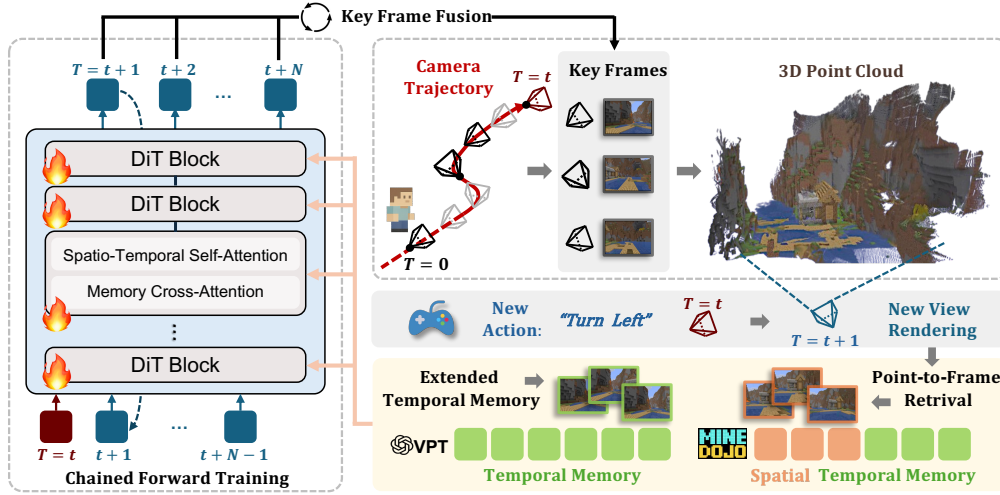 Key Frame Fusion
T = t + 1
t + 2
...
t + N
DiT Block
DiT Block
Spatio-Temporal Self-Attention
Memory Cross-Attention
...
DiT Block
T = t
t + 1
...
t + N − 1
Chained Forward Training
Camera
Trajectory
T = t
T = 0
Key Frames
3D Point Cloud
New
Action:
"Turn Left"
T = t
T = t + 1
New View
Rendering
Extended
Temporal Memory
VPT
Temporal Memory
Point-to-Frame
Retrival
MINE
DOJO
Spatial Temporal Memory